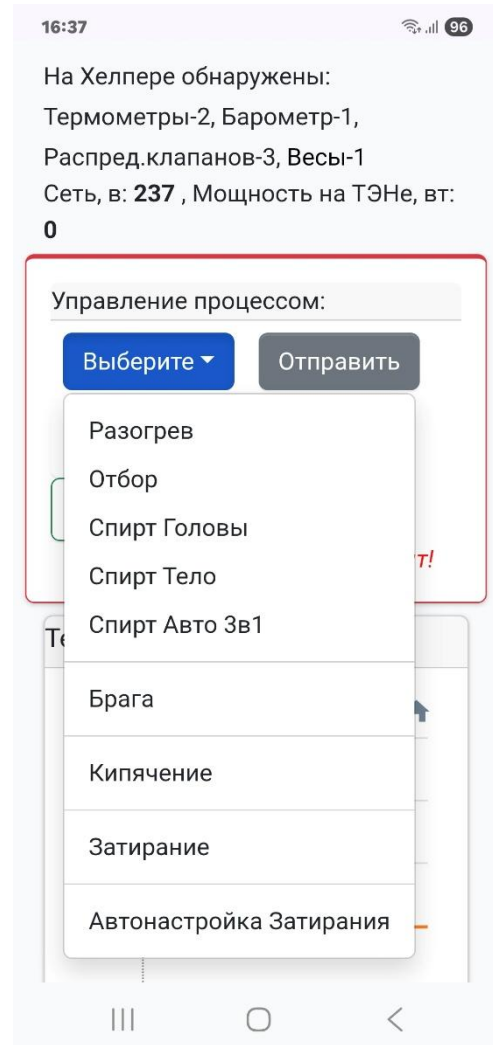 16:37
96
На Хелпере обнаружены:
Термометры-2, Барометр-1,
Распред.клапанов-3, Весы-1
Сеть, в: 237 , Мощность на ТЭНе, вт:
0
Управление процессом:
Выберите
Отправить
Разогрев
Отбор
Спирт Головы
т!
Спирт Тело
Спирт Авто 3в1
Те
Брага
Кипячение
Затирание
Автонастройка Затирания